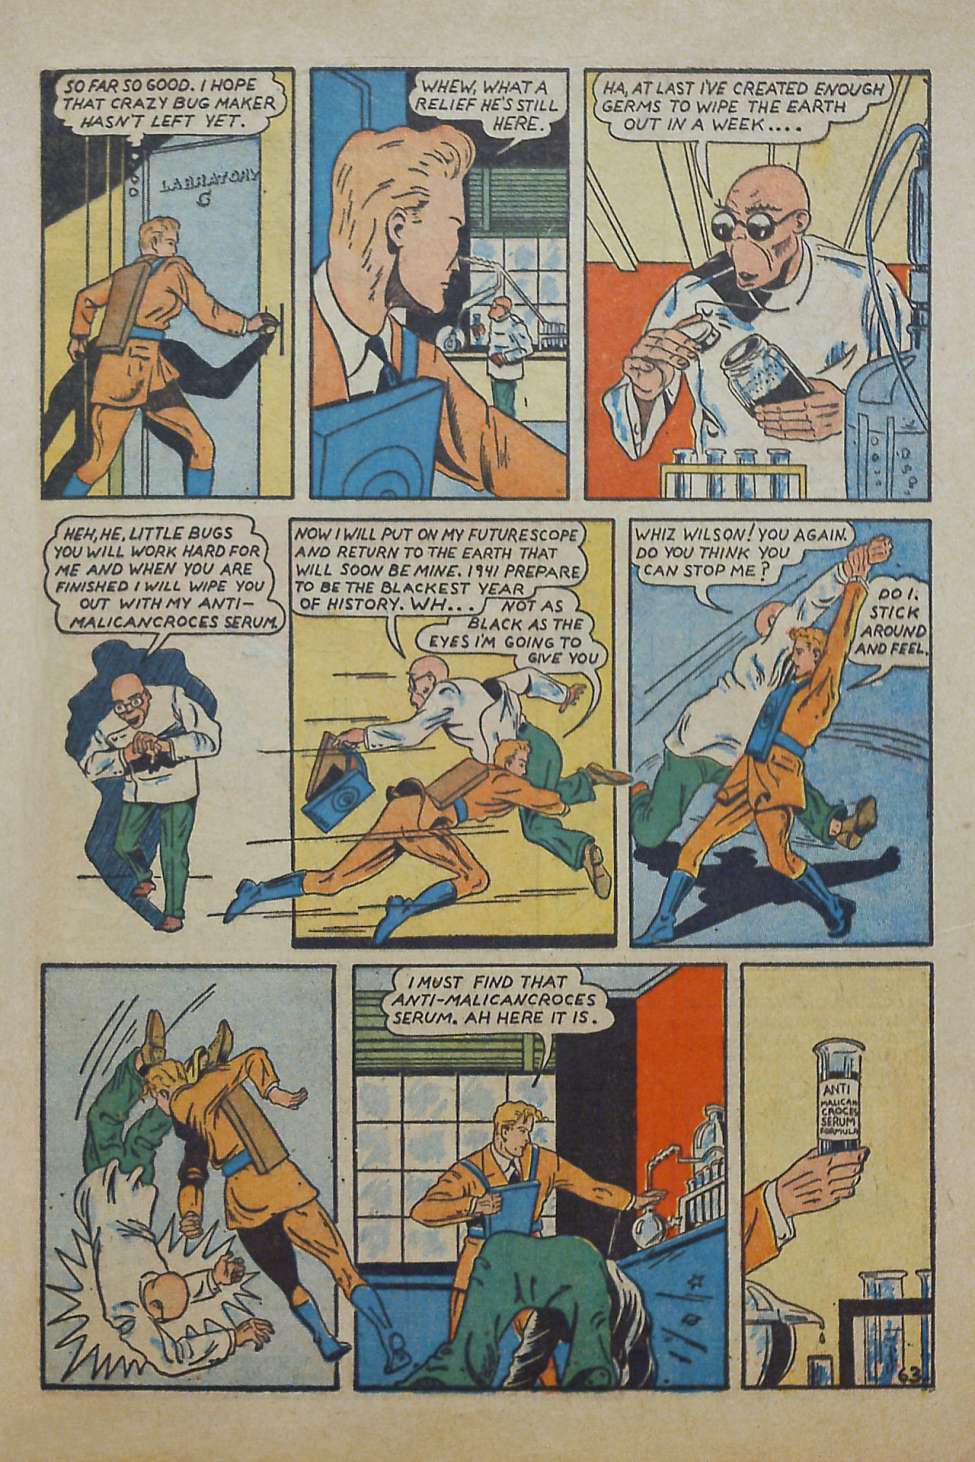 SO FAR SO GOOD. I HOPE
THAT CRAZY BUG MAKER
HASN'T LEFT YET.
LABRATORY
G
WHEW, WHAT A
RELIEF HE'S STILL
HERE.
HA, AT LAST I'VE CREATED ENOUGH
GERMS TO WIPE THE EARTH
OUT IN A WEEK....
HEH, HE, LITTLE BUGS
YOU WILL WORK HARD FOR
ME AND WHEN YOU ARE
FINISHED I WILL WIPE YOU
OUT WITH MY ANTI-
MALICANCROCES SERUM.
NOW I WILL PUT ON MY FUTURESCOPE
AND RETURN TO THE EARTH THAT
WILL SOON BE MINE. 1941 PREPARE
TO BE THE BLACKEST YEAR
OF HISTORY. WH...
NOT AS
BLACK AS THE
EYES I'M GOING TO
GIVE YOU
WHIZ WILSON! YOU AGAIN.
DO YOU THINK YOU
CAN STOP ME?
DO I.
STICK
AROUND
AND FEEL.
I MUST FIND THAT
ANTI-MALICANCROCES
SERUM. AH HERE IT IS.
ANTI
MALICAN
CROCES
SERUM
FORMULA
63